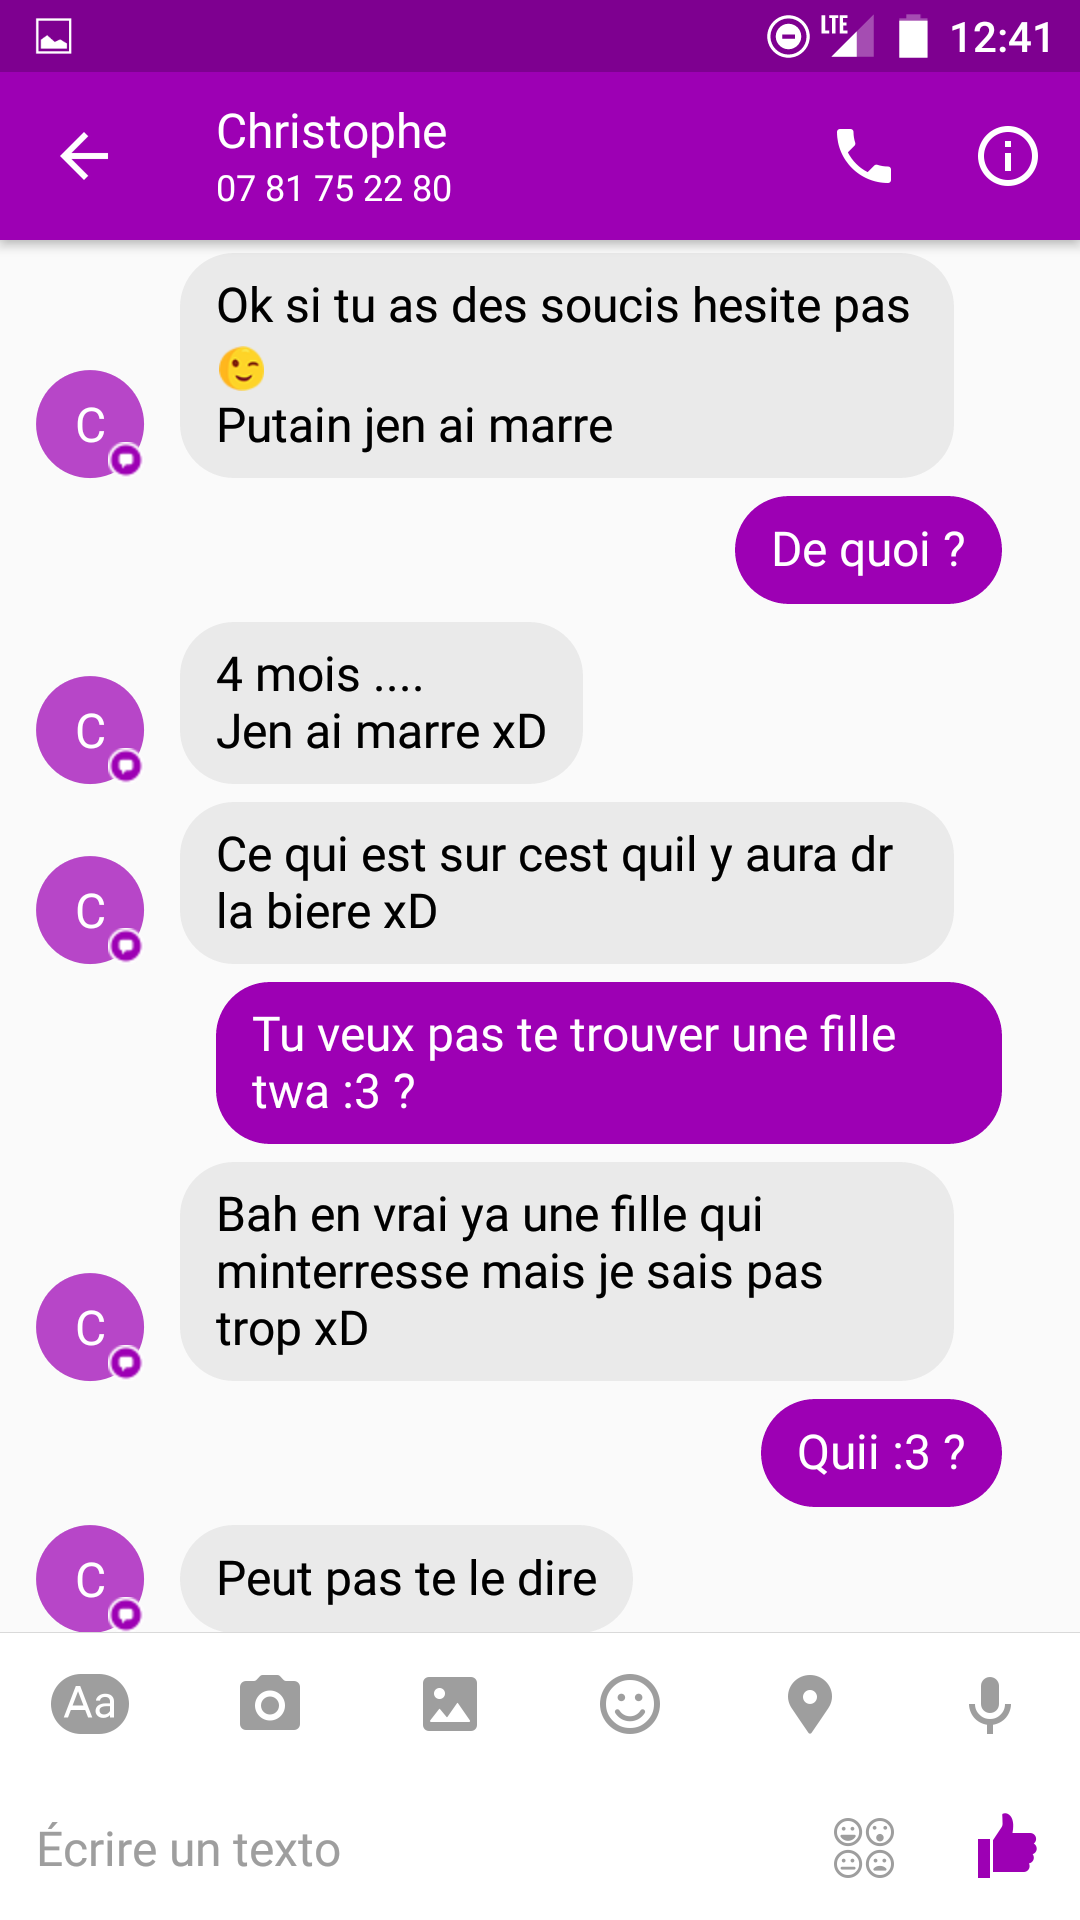 LTE 12:41
Christophe
07 81 75 22 80
Ok si tu as des soucis hesite pas
😉
Putain jen ai marre
C
De quoi ?
4 mois ....
Jen ai marre xD
C
Ce qui est sur cest quil y aura dr
la biere xD
C
Tu veux pas te trouver une fille
twa :3 ?
Bah en vrai ya une fille qui
minterresse mais je sais pas
trop xD
C
Quii :3 ?
Peut pas te le dire
C
Aa
Écrire un texto